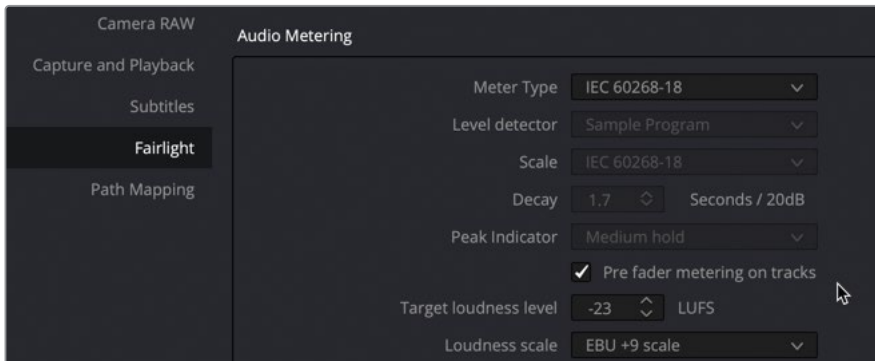 Camera RAW
Capture and Playback
Subtitles
Fairlight
Path Mapping
Audio Metering
Meter Type IEC 60268-18
Level detector Sample Program
Scale IEC 60268-18
Decay 1.7 Seconds / 20dB
Peak Indicator Medium hold
Pre fader metering on tracks
Target loudness level -23 LUFS
Loudness scale EBU +9 scale